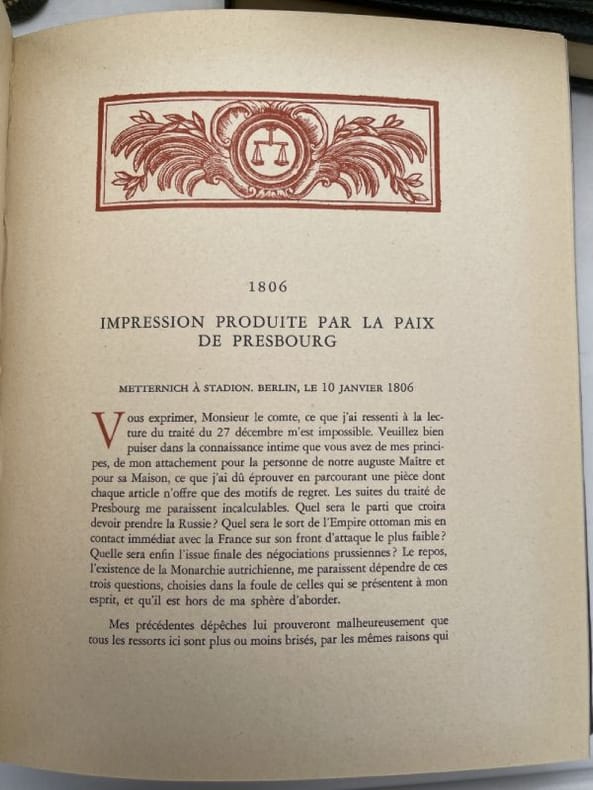 1806
IMPRESSION PRODUITE PAR LA PAIX
DE PRESBOURG
METTERNICH À STADION. BERLIN, LE 10 JANVIER 1806
Vous exprimer, Monsieur le comte, ce que j'ai ressenti à la lec-
ture du traité du 27 décembre m'est impossible. Veuillez bien
puiser dans la connaissance intime que vous avez de mes princi-
pes, de mon attachement pour la personne de notre auguste Maître et
pour sa Maison, ce que j'ai dû éprouver en parcourant une pièce dont
chaque article n'offre que des motifs de regret. Les suites du traité de
Presbourg me paraissent incalculables. Quel sera le parti que croira
devoir prendre la Russie? Quel sera le sort de l'Empire ottoman mis en
contact immédiat avec la France sur son front d'attaque le plus faible?
Quelle sera enfin l'issue finale des négociations prussiennes? Le repos,
l'existence de la Monarchie autrichienne, me paraissent dépendre de ces
trois questions, choisies dans la foule de celles qui se présentent à mon
esprit, et qu'il est hors de ma sphère d'aborder.
Mes précédentes dépêches lui prouveront malheureusement que
tous les ressorts ici sont plus ou moins brisés, par les mêmes raisons qui